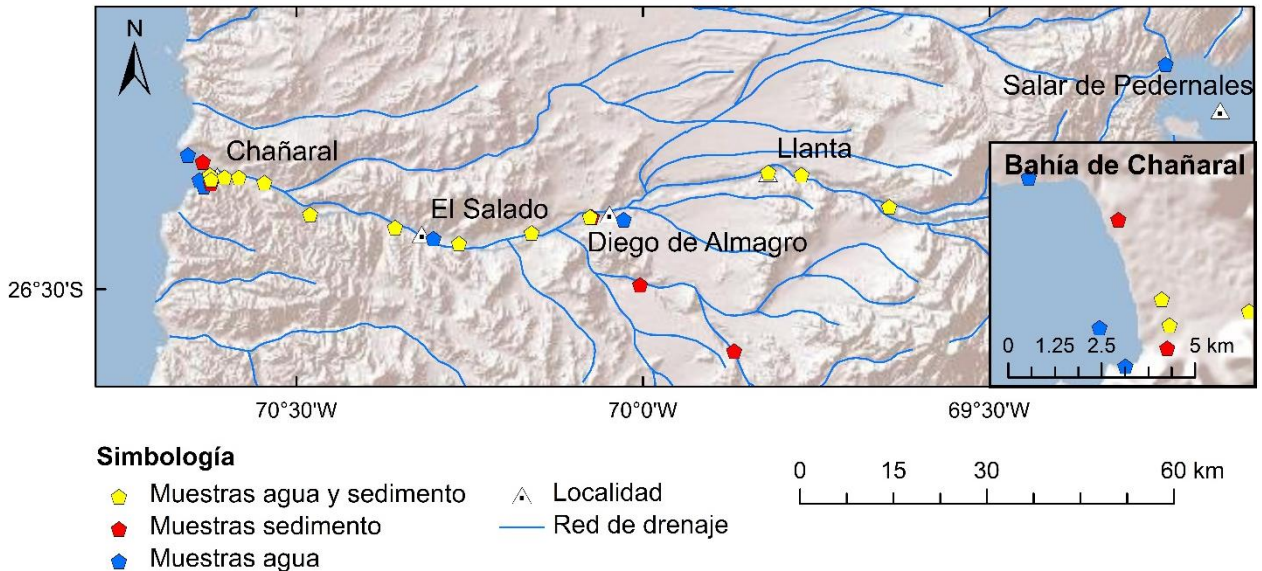 N
Salar de Pedernales
Chañaral
Llanta
Bahía de Chañaral
El Salado
Diego de Almagro
26°30'S
0 1.25 2.5 5 km
70°30'W 70°0'W 69°30'W
Simbología
Muestras agua y sedimento
Muestras sedimento
Muestras agua
Localidad
Red de drenaje
0 15 30 60 km